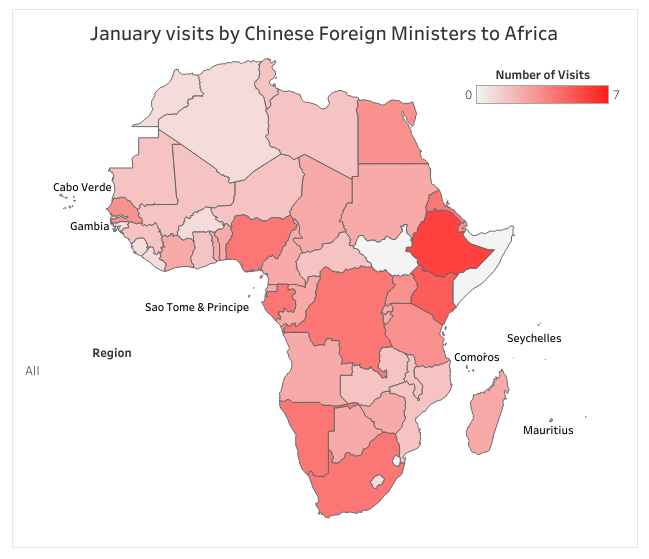 January visits by Chinese Foreign Ministers to Africa
Number of Visits
0 7
Cabo Verde
Gambia
Sao Tome & Principe
Seychelles
Region
Comoros
All
Mauritius